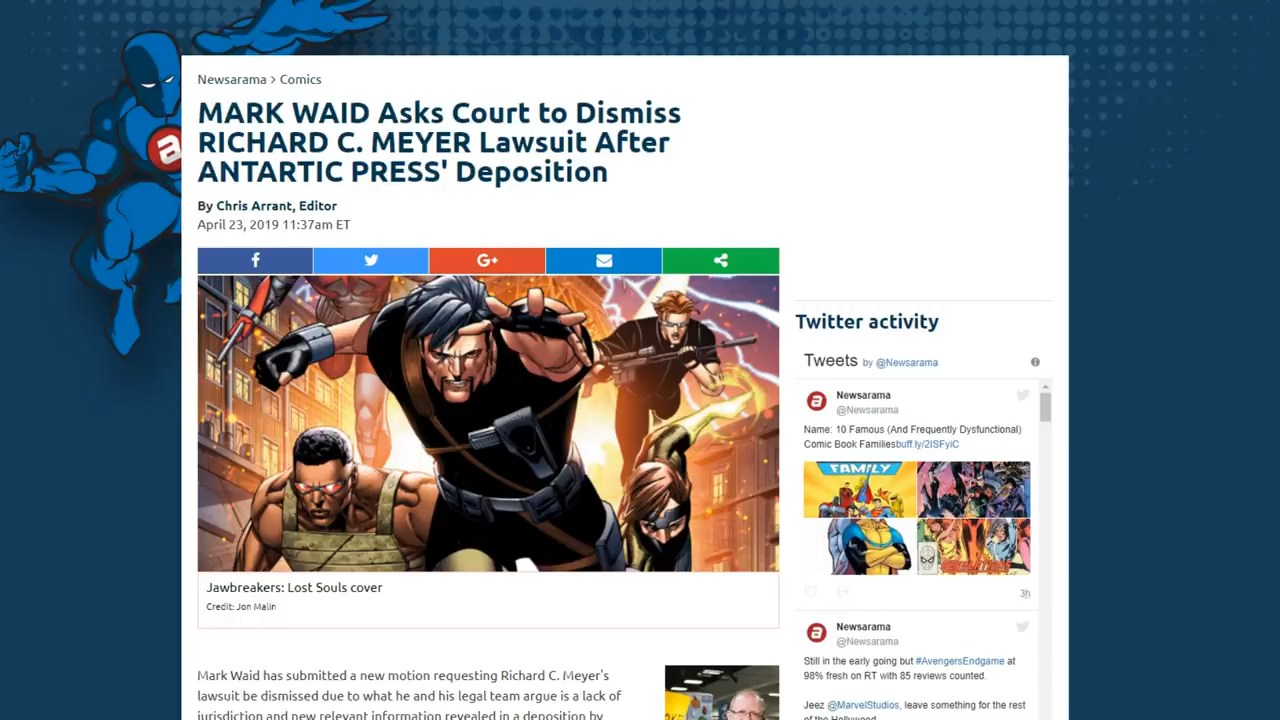 Newsarama > Comics
MARK WAID Asks Court to Dismiss
RICHARD C. MEYER Lawsuit After
ANTARTIC PRESS' Deposition
By Chris Arrant, Editor
April 23, 2019 11:37am ET
G+
Jawbreakers: Lost Souls cover
Credit: Jon Malin
Mark Waid has submitted a new motion requesting Richard C. Meyer's
lawsuit be dismissed due to what he and his legal team argue is a lack of
jurisdiction and new relevant information revealed in a deposition by
Twitter activity
Tweets by @Newsarama
Newsarama
@Newsarama
Name: 10 Famous (And Frequently Dysfunctional)
Comic Book Familiesbuff.ly/2ISFyiC
FAMILY
3h
Newsarama
@Newsarama
Still in the early going but #AvengersEndgame at
98% fresh on RT with 85 reviews counted.
Jeez @MarvelStudios, leave something for the rest
of the Hollywood